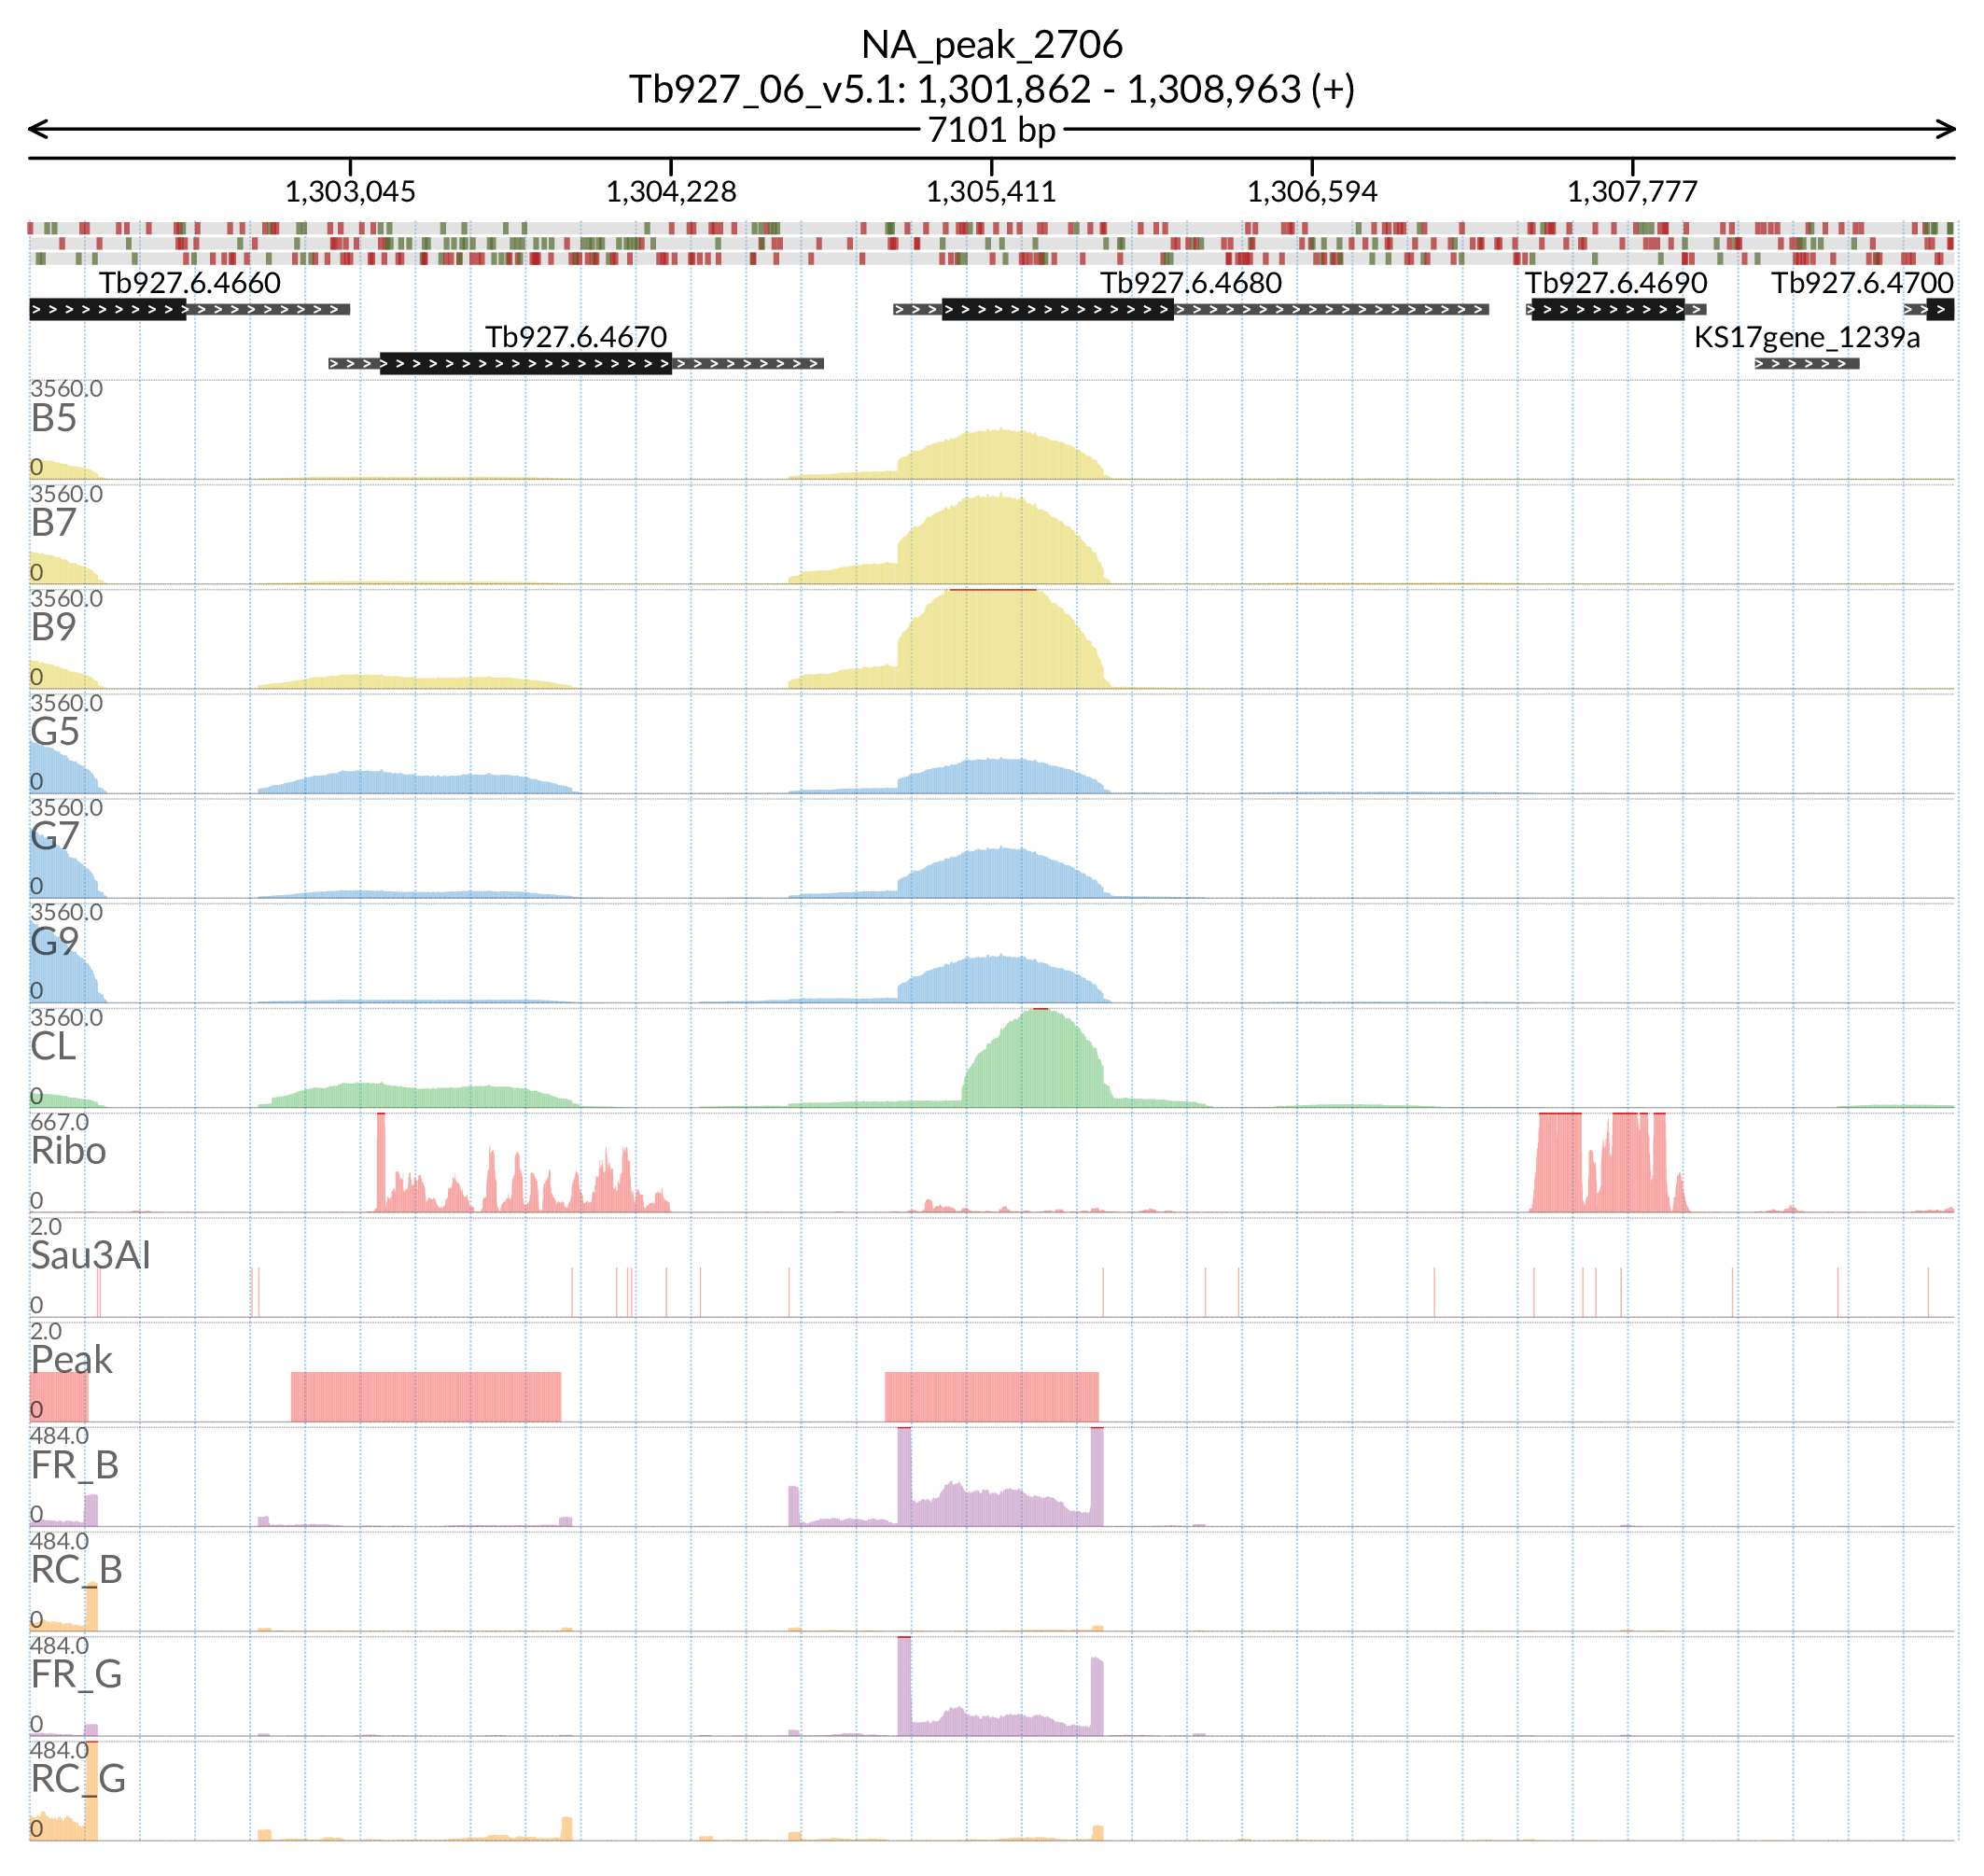 NA_peak_2706
Tb927_06_v5.1: 1,301,862 - 1,308,963 (+)
7101 bp
1,303,045 1,304,228 1,305,411 1,306,594 1,307,777
Tb927.6.4660 Tb927.6.4680 Tb927.6.4690 Tb927.6.4700
Tb927.6.4670 KS17gene_1239a
3560.0
B5
0
3560.0
B7
0
3560.0
B9
0
3560.0
G5
0
3560.0
G7
0
3560.0
G9
0
3560.0
CL
0
667.0
Ribo
0
2.0
Sau3AI
0
2.0
Peak
0
484.0
FR_B
0
484.0
RC_B
0
484.0
FR_G
0
484.0
RC_G
0